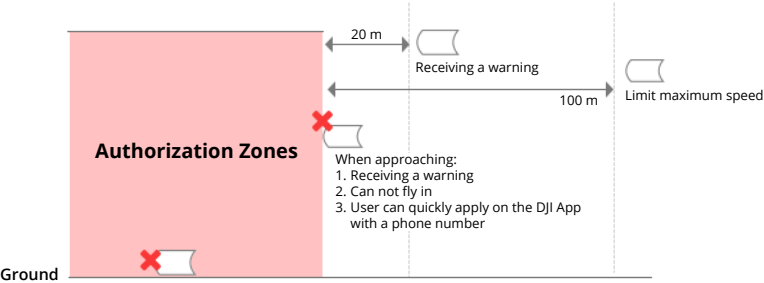 20 m
Receiving a warning
Limit maximum speed
100 m
Authorization Zones
When approaching:
1. Receiving a warning
2. Can not fly in
3. User can quickly apply on the DJI App
with a phone number
Ground